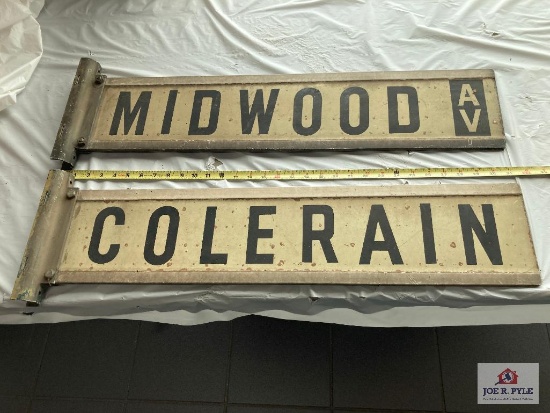 MIDWOOD AV
COLERAIN
JOE R. PYLE